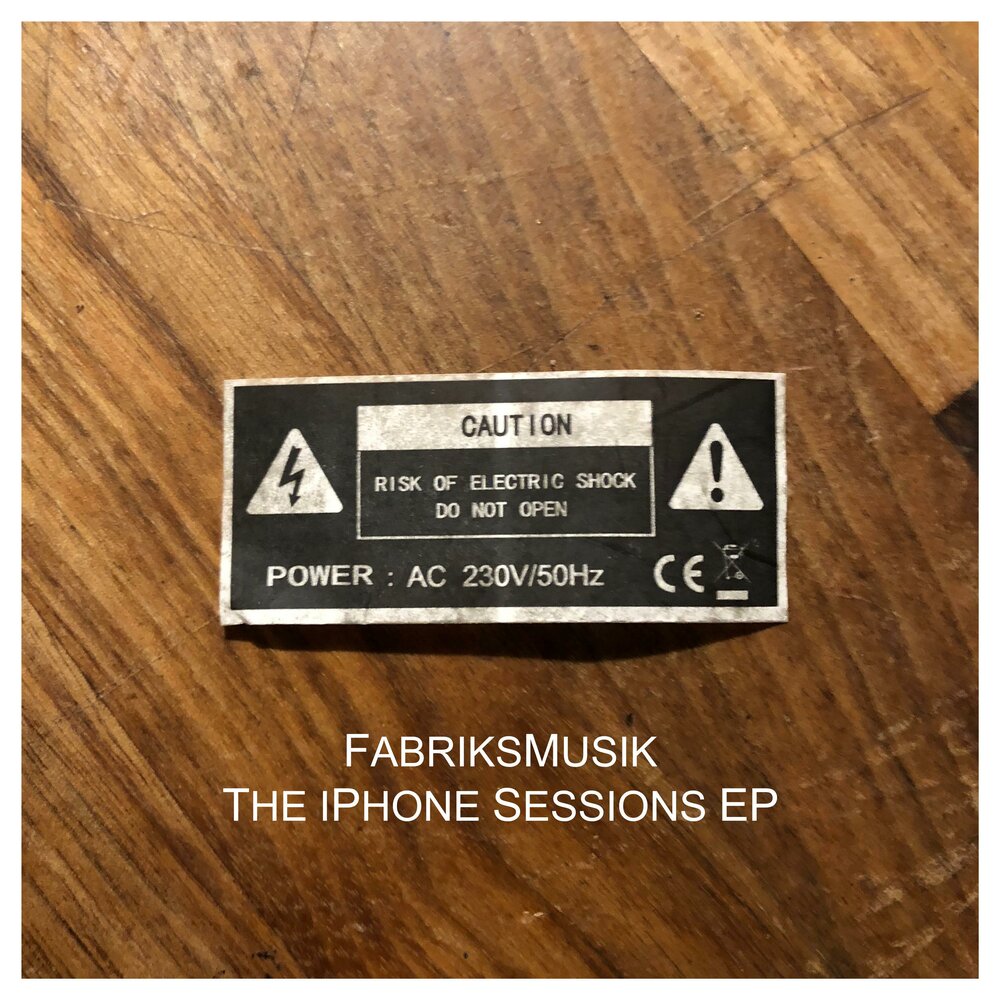 CAUTION
RISK OF ELECTRIC SHOCK
DO NOT OPEN
POWER : AC 230V/50Hz
CE
FABRIKSMUSIK
THE IPHONE SESSIONS EP